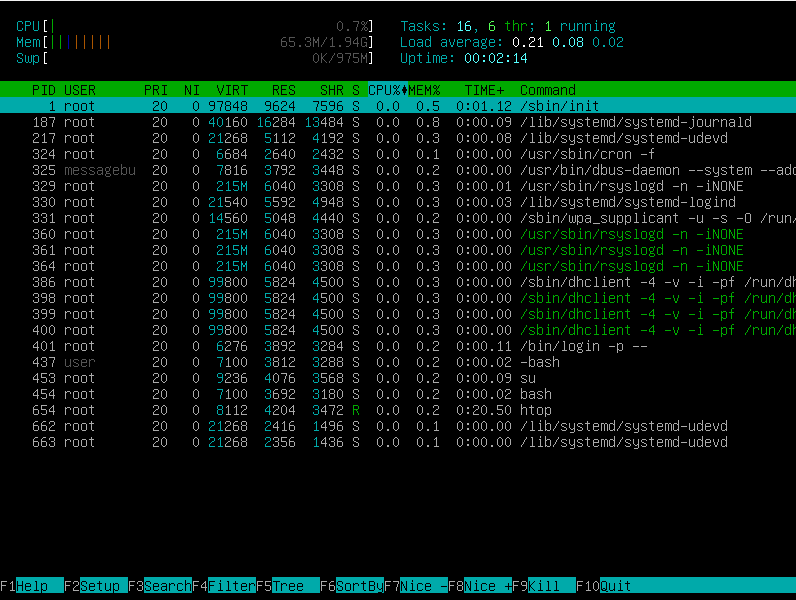 CPU[| 0.7%] Tasks: 16, 6 thr; 1 running
Mem[|||||||| 65.3M/1.94G] Load average: 0.21 0.08 0.02
Swp[ 0K/975M] Uptime: 00:02:14
PID USER PRI NI VIRT RES SHR S CPU% MEM% TIME+ Command
1 root 20 0 97848 9624 7596 S 0.0 0.5 0:01.12 /sbin/init
187 root 20 0 40160 16284 13484 S 0.0 0.8 0:00.09 /lib/systemd/systemd-journald
217 root 20 0 21268 5112 4192 S 0.0 0.3 0:00.08 /lib/systemd/systemd-udevd
324 root 20 0 6684 2640 2432 S 0.0 0.1 0:00.00 /usr/sbin/cron -f
325 messagebu 20 0 7816 3792 3448 S 0.0 0.2 0:00.00 /usr/bin/dbus-daemon --system --add
329 root 20 0 215M 6040 3308 S 0.0 0.3 0:00.01 /usr/sbin/rsyslogd -n -iNONE
330 root 20 0 21540 5592 4948 S 0.0 0.3 0:00.03 /lib/systemd/systemd-logind
331 root 20 0 14560 5048 4440 S 0.0 0.2 0:00.00 /sbin/wpa_supplicant -u -s -O /run/
360 root 20 0 215M 6040 3308 S 0.0 0.3 0:00.00 /usr/sbin/rsyslogd -n -iNONE
361 root 20 0 215M 6040 3308 S 0.0 0.3 0:00.00 /usr/sbin/rsyslogd -n -iNONE
364 root 20 0 215M 6040 3308 S 0.0 0.3 0:00.00 /usr/sbin/rsyslogd -n -iNONE
386 root 20 0 99800 5824 4500 S 0.0 0.3 0:00.00 /sbin/dhclient -4 -v -i -pf /run/dh
398 root 20 0 99800 5824 4500 S 0.0 0.3 0:00.00 /sbin/dhclient -4 -v -i -pf /run/dh
399 root 20 0 99800 5824 4500 S 0.0 0.3 0:00.00 /sbin/dhclient -4 -v -i -pf /run/dh
400 root 20 0 99800 5824 4500 S 0.0 0.3 0:00.00 /sbin/dhclient -4 -v -i -pf /run/dh
401 root 20 0 6276 3892 3284 S 0.0 0.2 0:00.11 /bin/login -p --
437 user 20 0 7100 3812 3288 S 0.0 0.2 0:00.02 -bash
453 root 20 0 9236 4076 3568 S 0.0 0.2 0:00.09 su
454 root 20 0 7100 3692 3180 S 0.0 0.2 0:00.02 bash
654 root 20 0 8112 4204 3472 R 0.0 0.2 0:20.50 htop
662 root 20 0 21268 2416 1496 S 0.0 0.1 0:00.00 /lib/systemd/systemd-udevd
663 root 20 0 21268 2356 1436 S 0.0 0.1 0:00.00 /lib/systemd/systemd-udevd
F1Help F2Setup F3SearchF4FilterF5Tree F6SortByF7Nice -F8Nice +F9Kill F10Quit